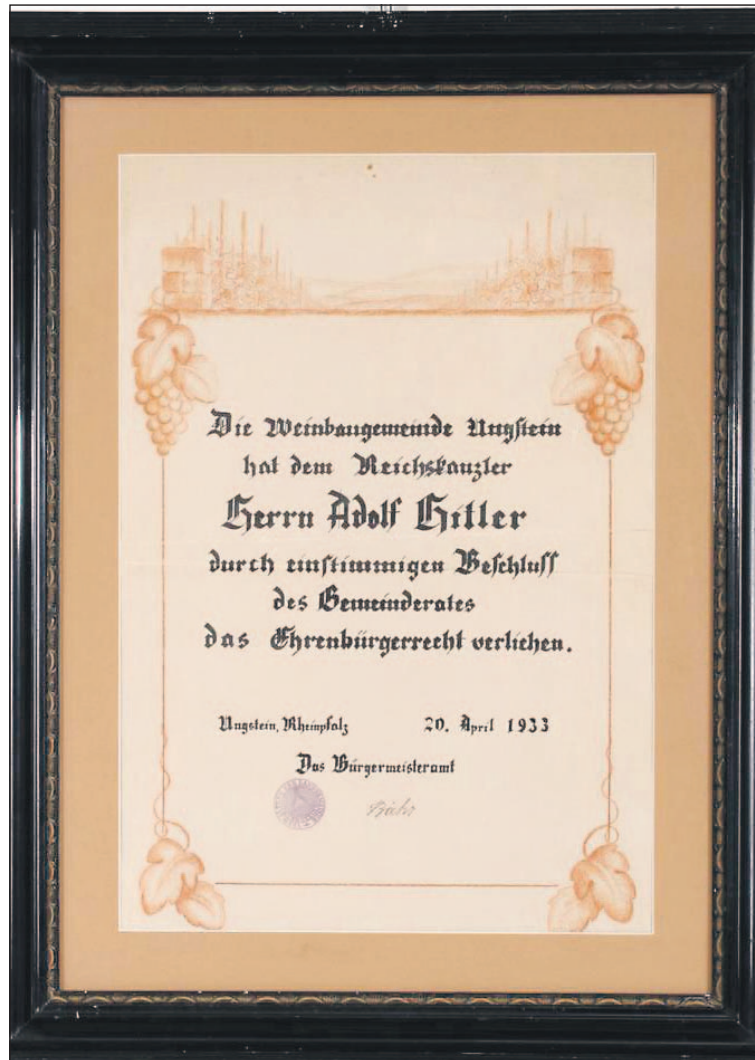 Die Weinbaugemeinde Ungstein
hat dem Reichskanzler
Herrn Adolf Hitler
durch einstimmigen Beschluss
des Gemeinderates
das Ehrenbürgerrecht verliehen.
Ungstein, Rheinpfalz 20. April 1933
Das Bürgermeisteramt